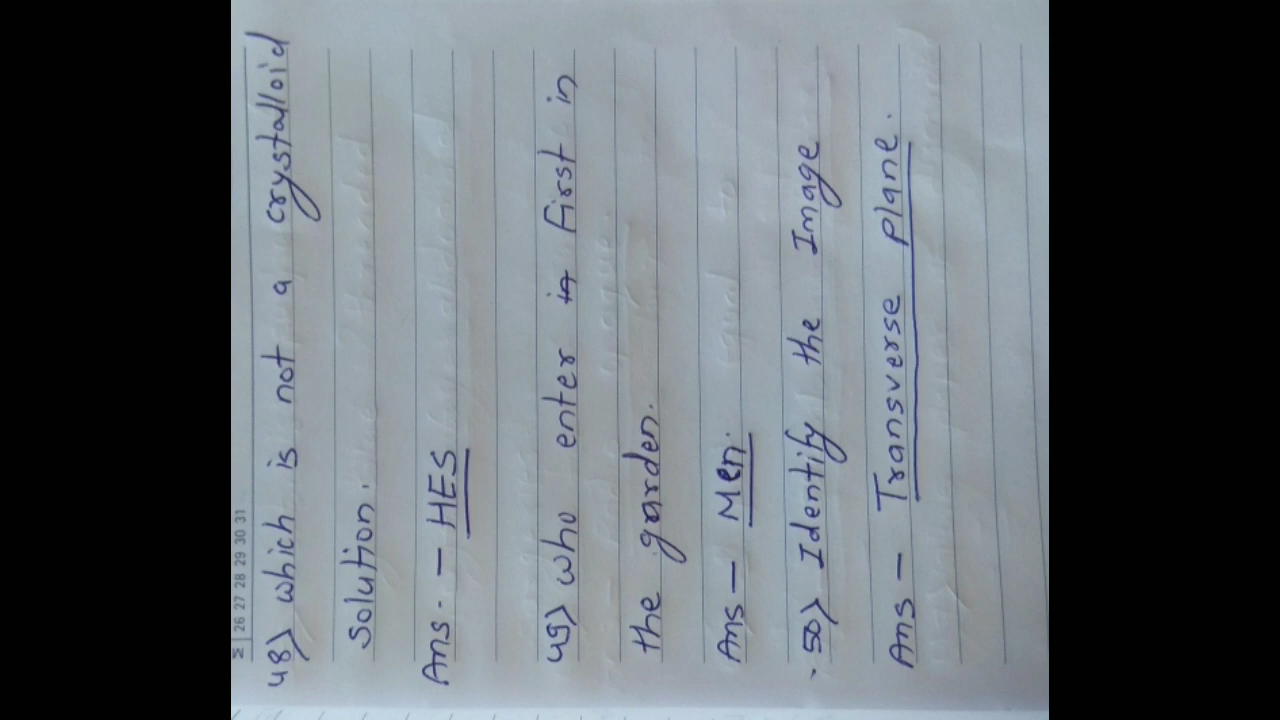 M 26 27 28 29 30 31
48) which is not a crystalloid
solution.
Ans. - HES
49) who enter in first in
the garden.
Ans - Men.
50) Identify the Image
Ans - Transverse plane.